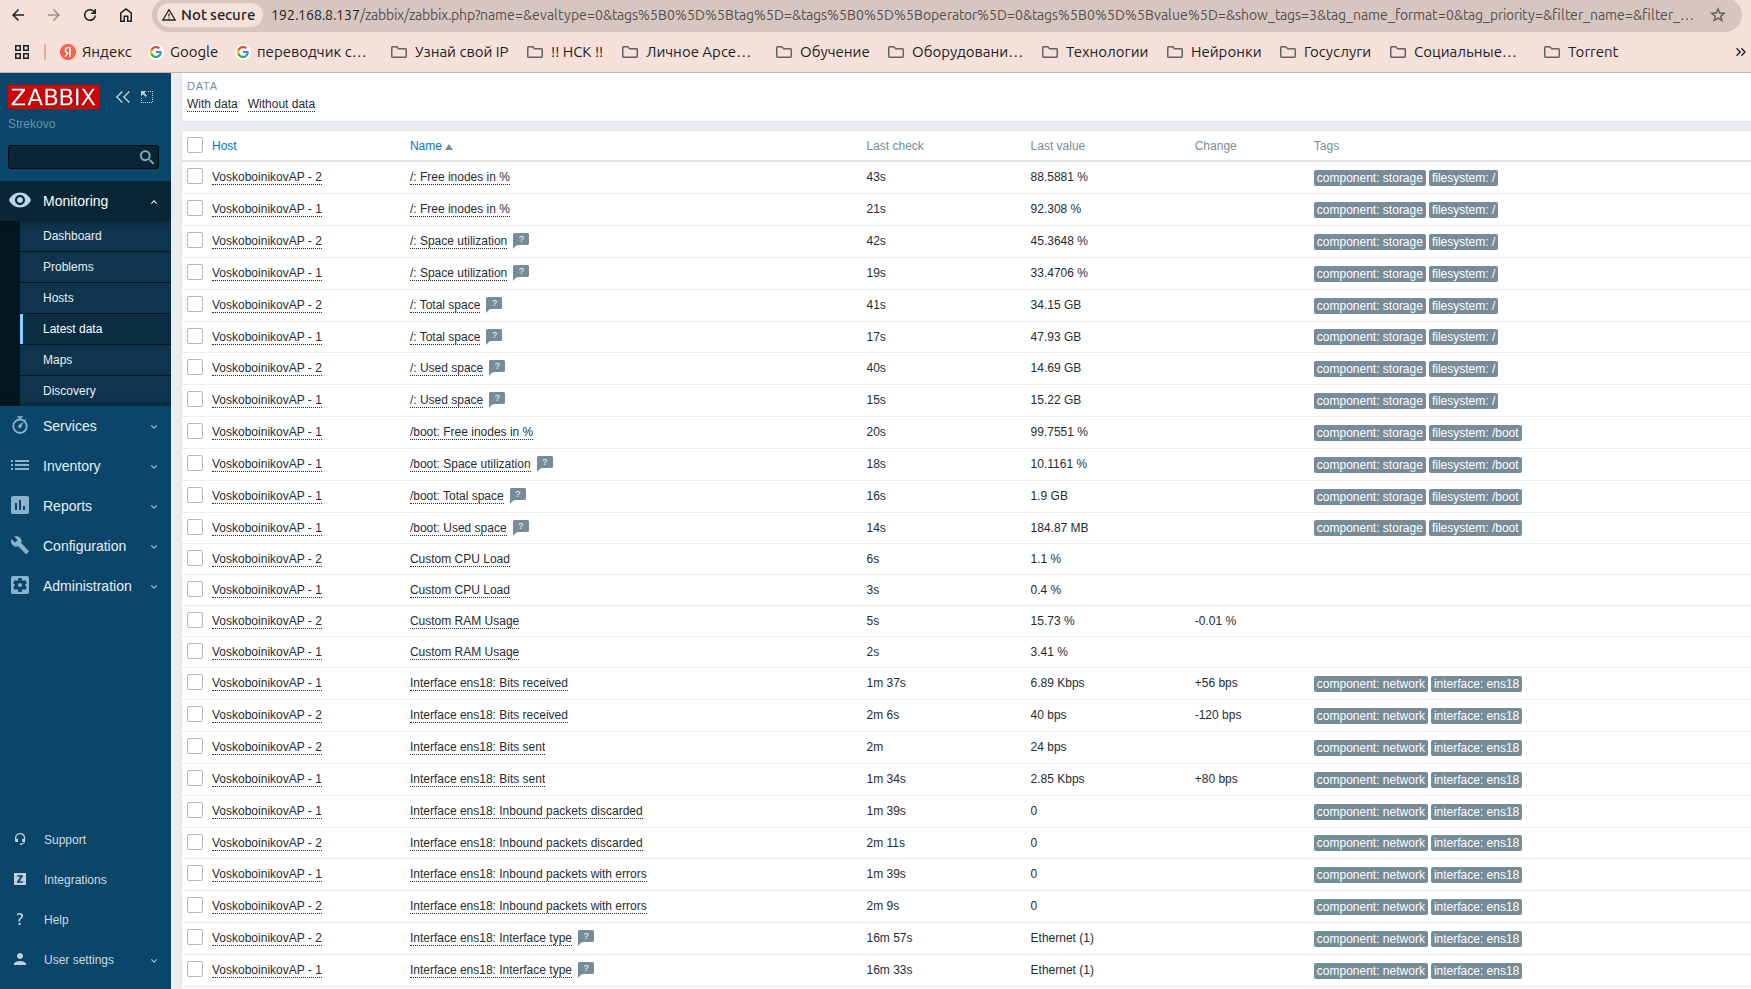 Not secure 192.168.8.137/zabbix/zabbix.php?name=&evaltype=0&tags%5B0%5D%5Btag%5D=&tags%5B0%5D%5Boperator%5D=0&tags%5B0%5D%5Bvalue%5D=&show_tags=3&tag_name_format=0&tag_priority=&filter_name=&filter_...
Яндекс Google переводчик с... Узнай свой IP !! НСК !! Личное Арсе... Обучение Оборудовани... Технологии Нейронки Госуслуги Социальные... Torrent
ZABBIX
Strekovo
Monitoring
Dashboard
Problems
Hosts
Latest data
Maps
Discovery
Services
Inventory
Reports
Configuration
Administration
Support
Integrations
Help
User settings
DATA
With data Without data
Host Name Last check Last value Change Tags
VoskoboinikovAP - 2 /: Free inodes in % 43s 88.5881 % component: storage filesystem: /
VoskoboinikovAP - 1 /: Free inodes in % 21s 92.308 % component: storage filesystem: /
VoskoboinikovAP - 2 /: Space utilization ? 42s 45.3648 % component: storage filesystem: /
VoskoboinikovAP - 1 /: Space utilization ? 19s 33.4706 % component: storage filesystem: /
VoskoboinikovAP - 2 /: Total space ? 41s 34.15 GB component: storage filesystem: /
VoskoboinikovAP - 1 /: Total space ? 17s 47.93 GB component: storage filesystem: /
VoskoboinikovAP - 2 /: Used space ? 40s 14.69 GB component: storage filesystem: /
VoskoboinikovAP - 1 /: Used space ? 15s 15.22 GB component: storage filesystem: /
VoskoboinikovAP - 1 /boot: Free inodes in % 20s 99.7551 % component: storage filesystem: /boot
VoskoboinikovAP - 1 /boot: Space utilization ? 18s 10.1161 % component: storage filesystem: /boot
VoskoboinikovAP - 1 /boot: Total space ? 16s 1.9 GB component: storage filesystem: /boot
VoskoboinikovAP - 1 /boot: Used space ? 14s 184.87 MB component: storage filesystem: /boot
VoskoboinikovAP - 2 Custom CPU Load 6s 1.1 %
VoskoboinikovAP - 1 Custom CPU Load 3s 0.4 %
VoskoboinikovAP - 2 Custom RAM Usage 5s 15.73 % -0.01 %
VoskoboinikovAP - 1 Custom RAM Usage 2s 3.41 %
VoskoboinikovAP - 1 Interface ens18: Bits received 1m 37s 6.89 Kbps +56 bps component: network interface: ens18
VoskoboinikovAP - 2 Interface ens18: Bits received 2m 6s 40 bps -120 bps component: network interface: ens18
VoskoboinikovAP - 2 Interface ens18: Bits sent 2m 24 bps component: network interface: ens18
VoskoboinikovAP - 1 Interface ens18: Bits sent 1m 34s 2.85 Kbps +80 bps component: network interface: ens18
VoskoboinikovAP - 1 Interface ens18: Inbound packets discarded 1m 39s 0 component: network interface: ens18
VoskoboinikovAP - 2 Interface ens18: Inbound packets discarded 2m 11s 0 component: network interface: ens18
VoskoboinikovAP - 1 Interface ens18: Inbound packets with errors 1m 39s 0 component: network interface: ens18
VoskoboinikovAP - 2 Interface ens18: Inbound packets with errors 2m 9s 0 component: network interface: ens18
VoskoboinikovAP - 2 Interface ens18: Interface type ? 16m 57s Ethernet (1) component: network interface: ens18
VoskoboinikovAP - 1 Interface ens18: Interface type ? 16m 33s Ethernet (1) component: network interface: ens18